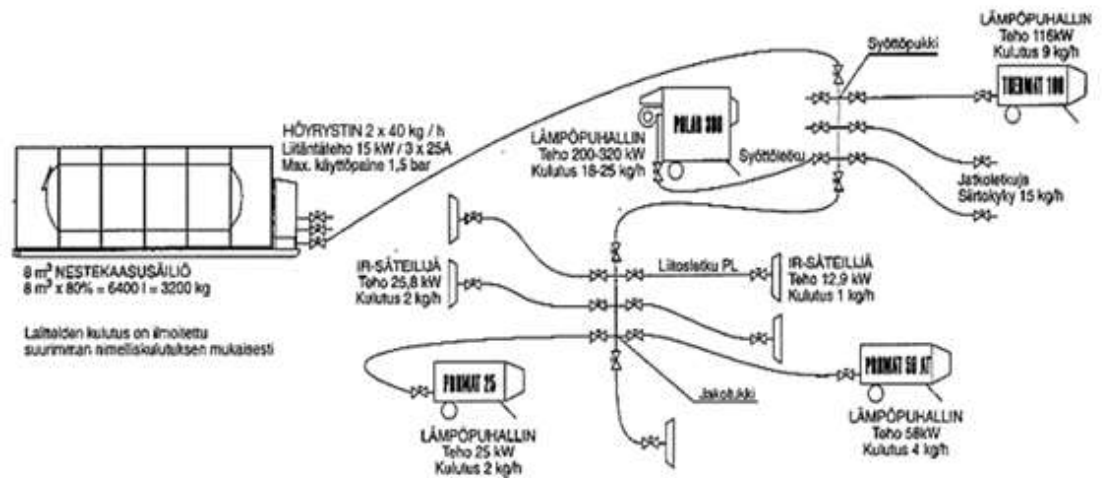 LÄMPÖPUHALLIN
Teho 116kW
Kulutus 9 kg/h
Syöttöpukki
THERMAT 100
POLAR 300
HÖYRYSTIN 2 x 40 kg / h
Liitäntäteho 15 kW / 3 x 25A
Max. käyttöpaine 1,5 bar
LÄMPÖPUHALLIN
Teho 200-320 kW
Kulutus 18-25 kg/h
Syöttöletku
Jatkoletkuja
Siirtokyky 15 kg/h
8 m³ NESTEKAASUSÄILIÖ
8 m³ x 80% = 6400 l = 3200 kg
IR-SÄTEILIJÄ
Teho 25,8 kW
Kulutus 2 kg/h
Liitosletku PL
IR-SÄTEILIJÄ
Teho 12,9 kW
Kulutus 1 kg/h
Laitteiden kulutus on ilmoitettu
suurimman nimelliskulutuksen mukaisesti
PROMAT 25
PROMAT 56 AT
Jakotukki
LÄMPÖPUHALLIN
Teho 25 kW
Kulutus 2 kg/h
LÄMPÖPUHALLIN
Teho 58kW
Kulutus 4 kg/h